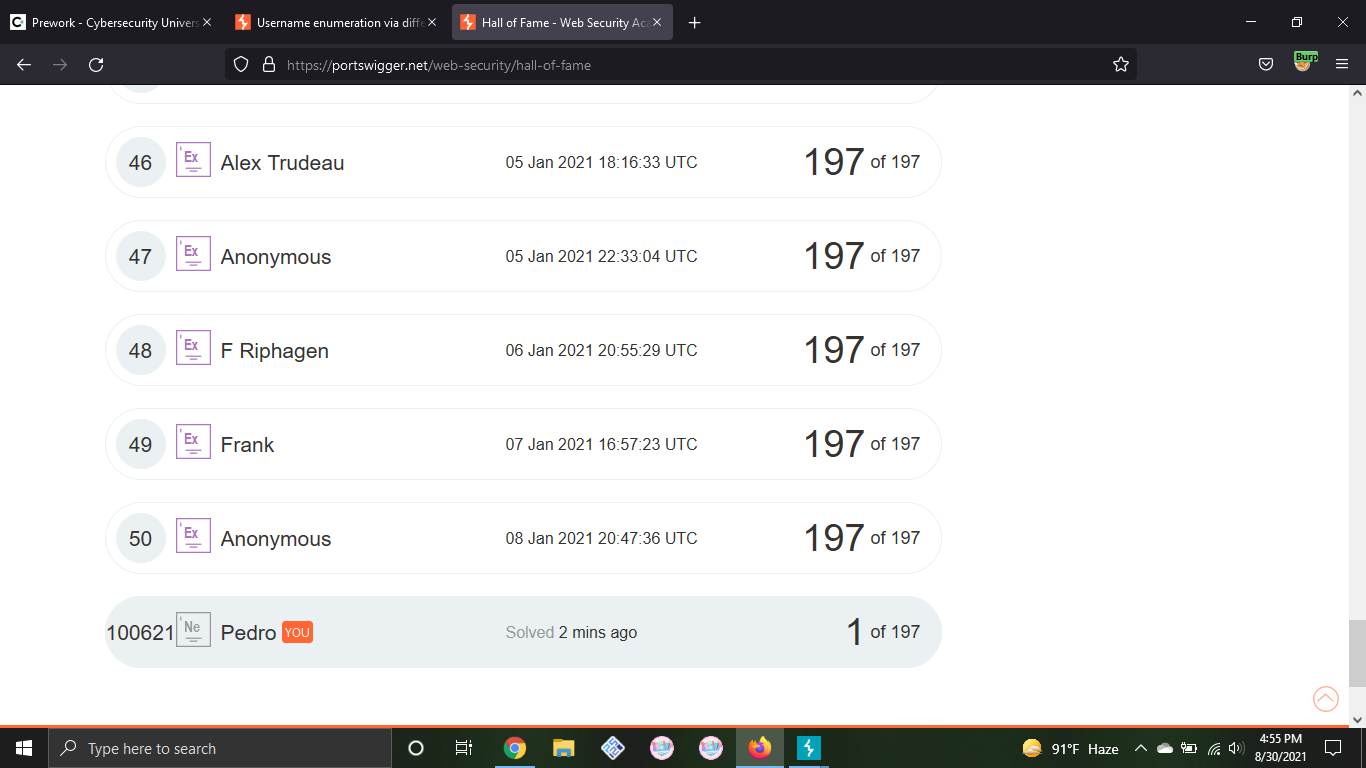 Prework - Cybersecurity Univers
Username enumeration via diffe
Hall of Fame - Web Security Aca
https://portswigger.net/web-security/hall-of-fame
Burp
46 Ex Alex Trudeau 05 Jan 2021 18:16:33 UTC 197 of 197
47 Ex Anonymous 05 Jan 2021 22:33:04 UTC 197 of 197
48 Ex F Riphagen 06 Jan 2021 20:55:29 UTC 197 of 197
49 Ex Frank 07 Jan 2021 16:57:23 UTC 197 of 197
50 Ex Anonymous 08 Jan 2021 20:47:36 UTC 197 of 197
100621 Ne Pedro YOU Solved 2 mins ago 1 of 197
Type here to search
91°F Haze
4:55 PM
8/30/2021